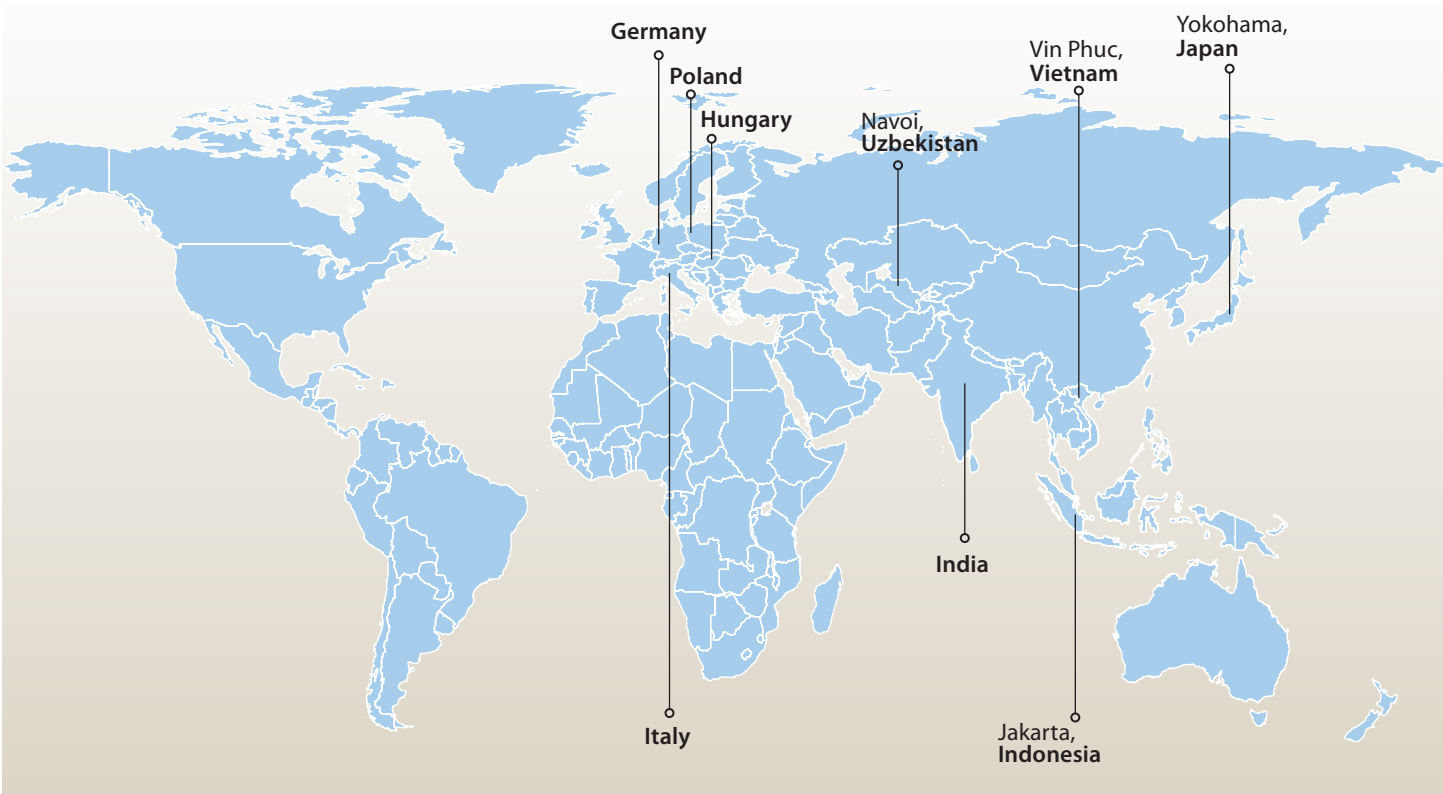 Germany
Poland
Hungary
Navoi,
Uzbekistan
Vin Phuc,
Vietnam
Yokohama,
Japan
India
Italy
Jakarta,
Indonesia